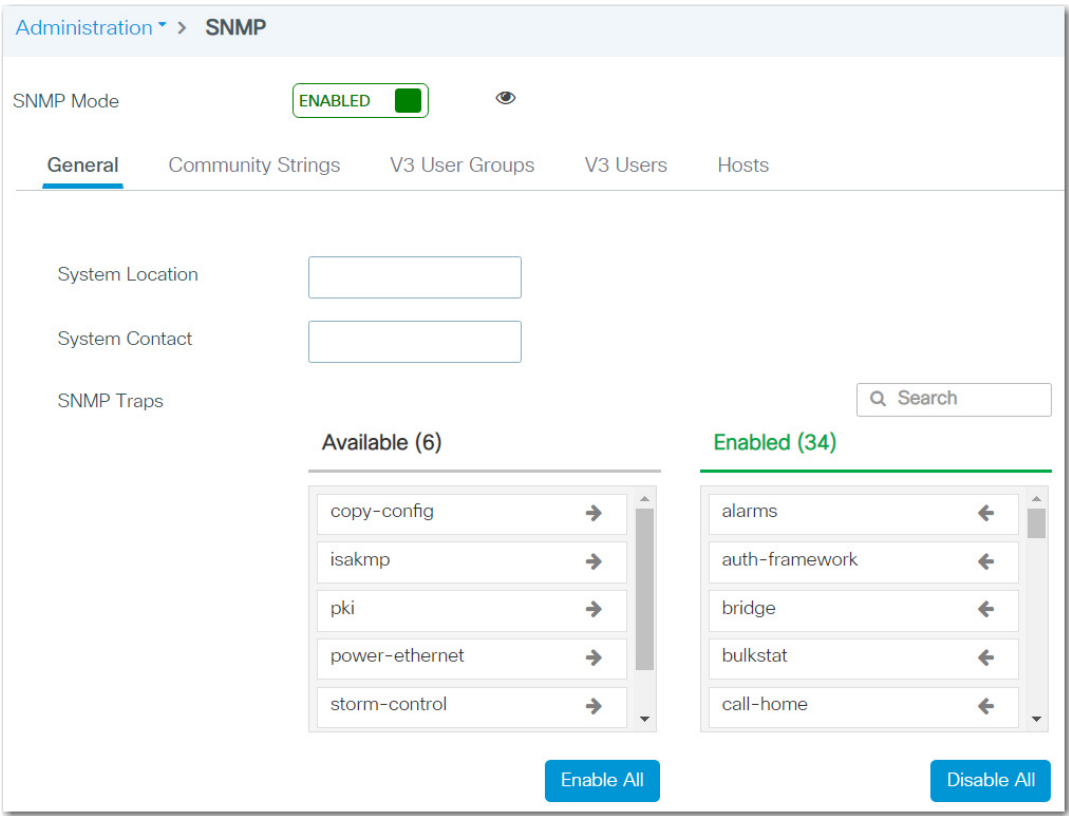 Administration > SNMP
SNMP Mode ENABLED
General Community Strings V3 User Groups V3 Users Hosts
System Location
System Contact
SNMP Traps Search
Available (6) Enabled (34)
copy-config alarms
isakmp auth-framework
pki bridge
power-ethernet bulkstat
storm-control call-home
Enable All Disable All